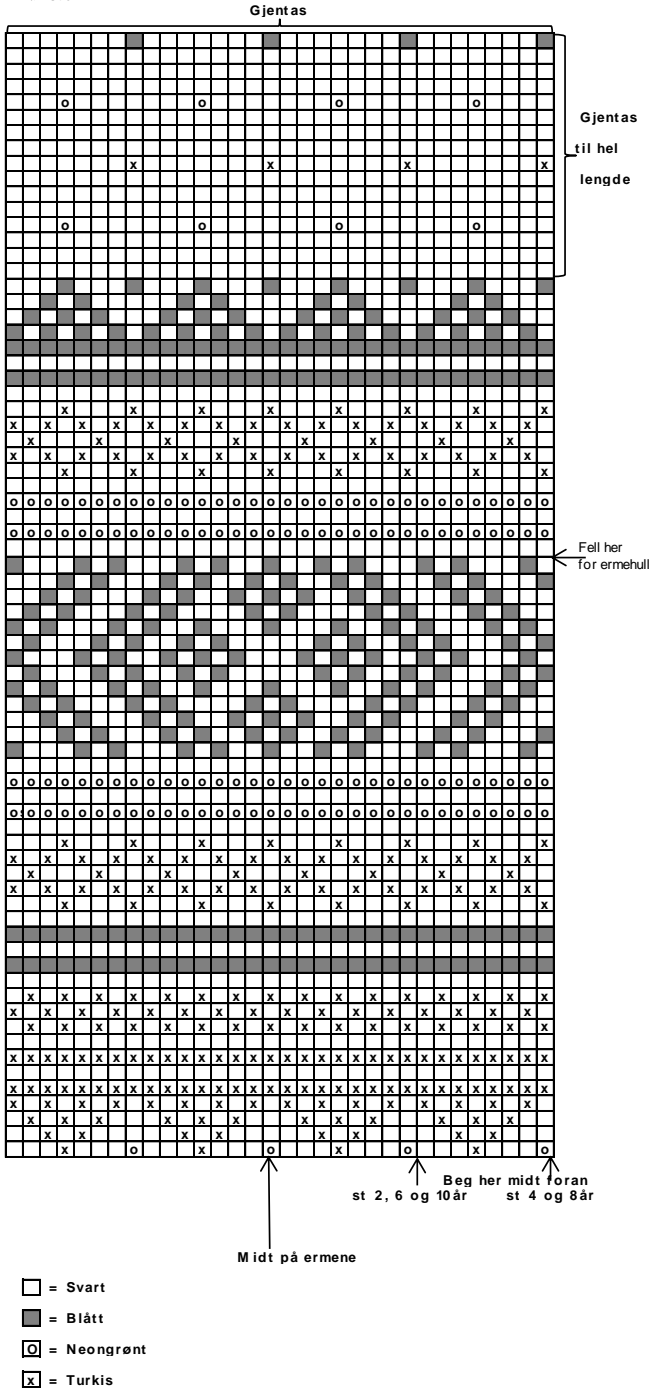 Gjentas
Gjentas
til hel
lengde
Fell her
for ermehull
Beg her midt foran
st 2, 6 og 10år
st 4 og 8år
Midt på ermene
= Svart
= Blått
o = Neongrønt
x = Turkis